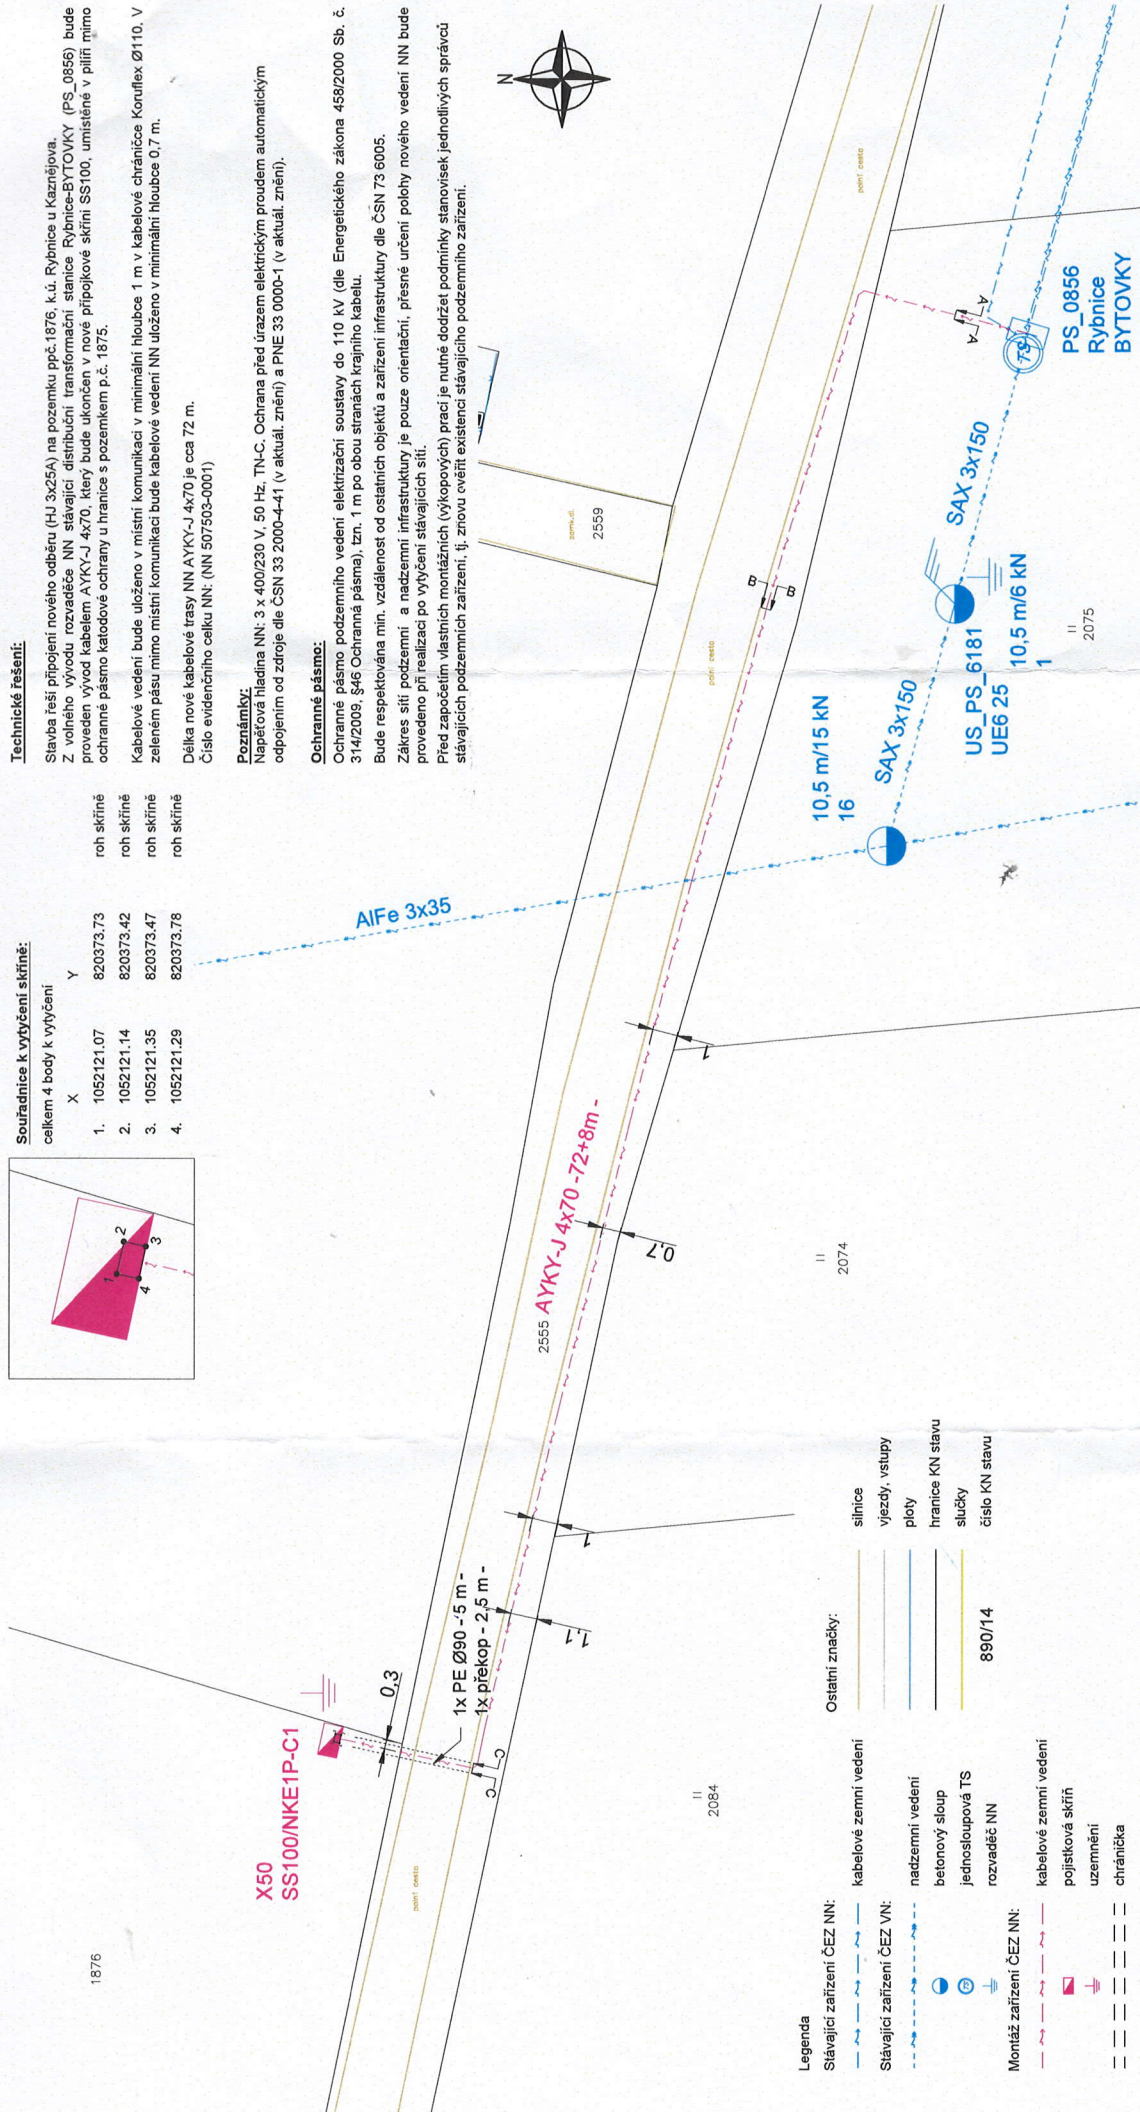 Souřadnice k vytyčení skříně:
celkem 4 body k vytyčení
X Y
1. 1052121.07 820373.73 roh skříně
2. 1052121.14 820373.42 roh skříně
3. 1052121.35 820373.47 roh skříně
4. 1052121.29 820373.78 roh skříně
1
2
3
4
Technické řešení:
Stavba řeší připojení nového odběru (HJ 3x25A) na pozemku ppč.1876, k.ú. Rybnice u Kaznějova.
Z volného vývodu rozvaděče NN stávající distribuční transformační stanice Rybnice-BYTOVKY (PS_0856) bude
proveden vývod kabelem AYKY-J 4x70, který bude ukončen v nové přípojkové skříni SS100, umístěné v pilíři mimo
ochranné pásmo katodové ochrany u hranice s pozemkem p.č. 1875.
Kabelové vedení bude uloženo v místní komunikaci v minimální hloubce 1 m v kabelové chráničce Koruflex Ø110. V
zeleném pásu mimo místní komunikaci bude kabelové vedení NN uloženo v minimální hloubce 0,7 m.
Délka nové kabelové trasy NN AYKY-J 4x70 je cca 72 m.
Číslo evidenčního celku NN: (NN 507503-0001)
Poznámky:
Napěťová hladina NN: 3 x 400/230 V, 50 Hz, TN-C. Ochrana před úrazem elektrickým proudem automatickým
odpojením od zdroje dle ČSN 33 2000-4-41 (v aktuál. znění) a PNE 33 0000-1 (v aktuál. znění).
Ochranné pásmo:
Ochranné pásmo podzemního vedení elektrizační soustavy do 110 kV (dle Energetického zákona 458/2000 Sb. č.
314/2009, §46 Ochranná pásma), tzn. 1 m po obou stranách krajního kabelu.
Bude respektována min. vzdálenost od ostatních objektů a zařízení infrastruktury dle ČSN 73 6005.
Zákres sítí podzemní a nadzemní infrastruktury je pouze orientační, přesné určení polohy nového vedení NN bude
provedeno při realizaci po vytyčení stávajících sítí.
Před započetím vlastních montážních (výkopových) prací je nutné dodržet podmínky stanovisek jednotlivých správců
stávajících podzemních zařízení, tj. znovu ověřit existenci stávajícího podzemního zařízení.
N
1876
X50
SS100/NKE1P-C1
0,3
1x PE Ø90 - 5 m -
1x překop - 2,5 m -
C
C
polní cesta
1,1
1
2555
AYKY-J 4x70 -72+8m -
0,7
1
AlFe 3x35
polní cesta
B
B
2559
polní cesta
A
A
TS
PS_0856
Rybnice
BYTOVKY
SAX 3x150
SAX 3x150
10,5 m/15 kN
16
US_PS_6181
UE6 25
10,5 m/6 kN
1
2084
2074
2075
Legenda
Stávající zařízení ČEZ NN:
kabelové zemní vedení
Stávající zařízení ČEZ VN:
nadzemní vedení
betonový sloup
jednosloupová TS
rozvaděč NN
Montáž zařízení ČEZ NN:
kabelové zemní vedení
pojistková skříň
uzemnění
chránička
Ostatní značky:
silnice
vjezdy, vstupy
ploty
hranice KN stavu
slučky
890/14 číslo KN stavu